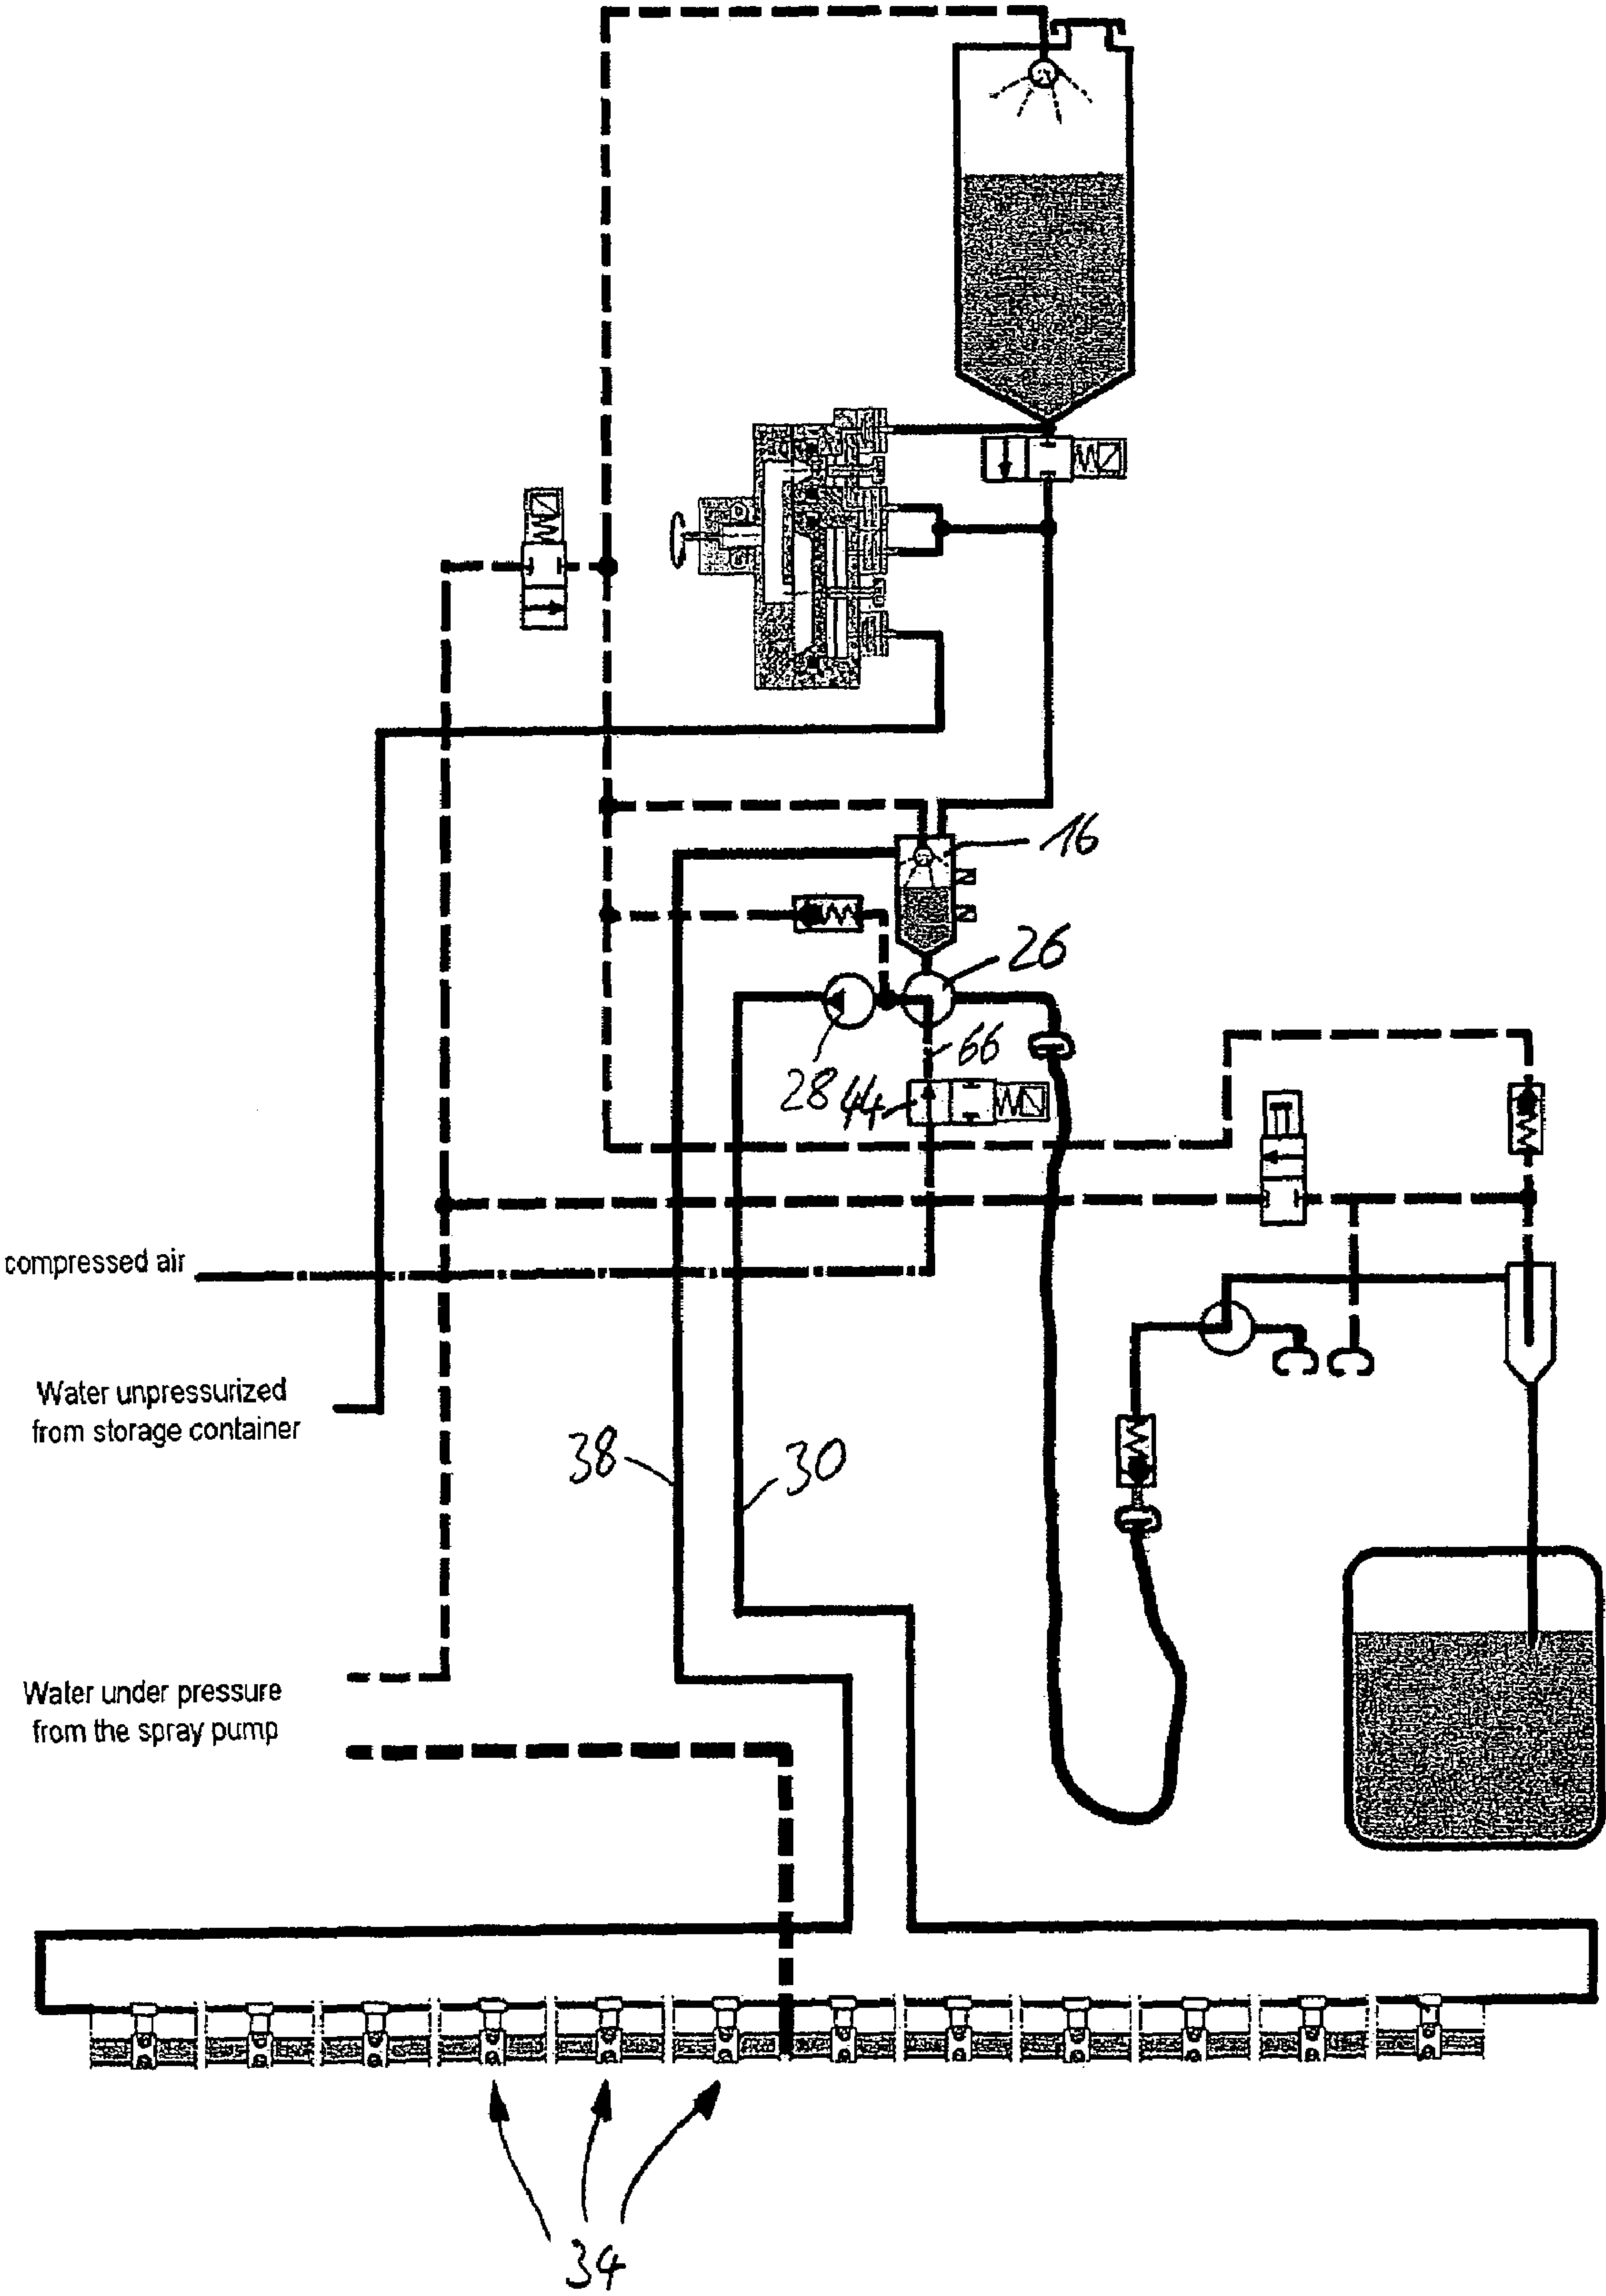 16
26
66
28
44
compressed air
Water unpressurized
from storage container
38
30
Water under pressure
from the spray pump
34